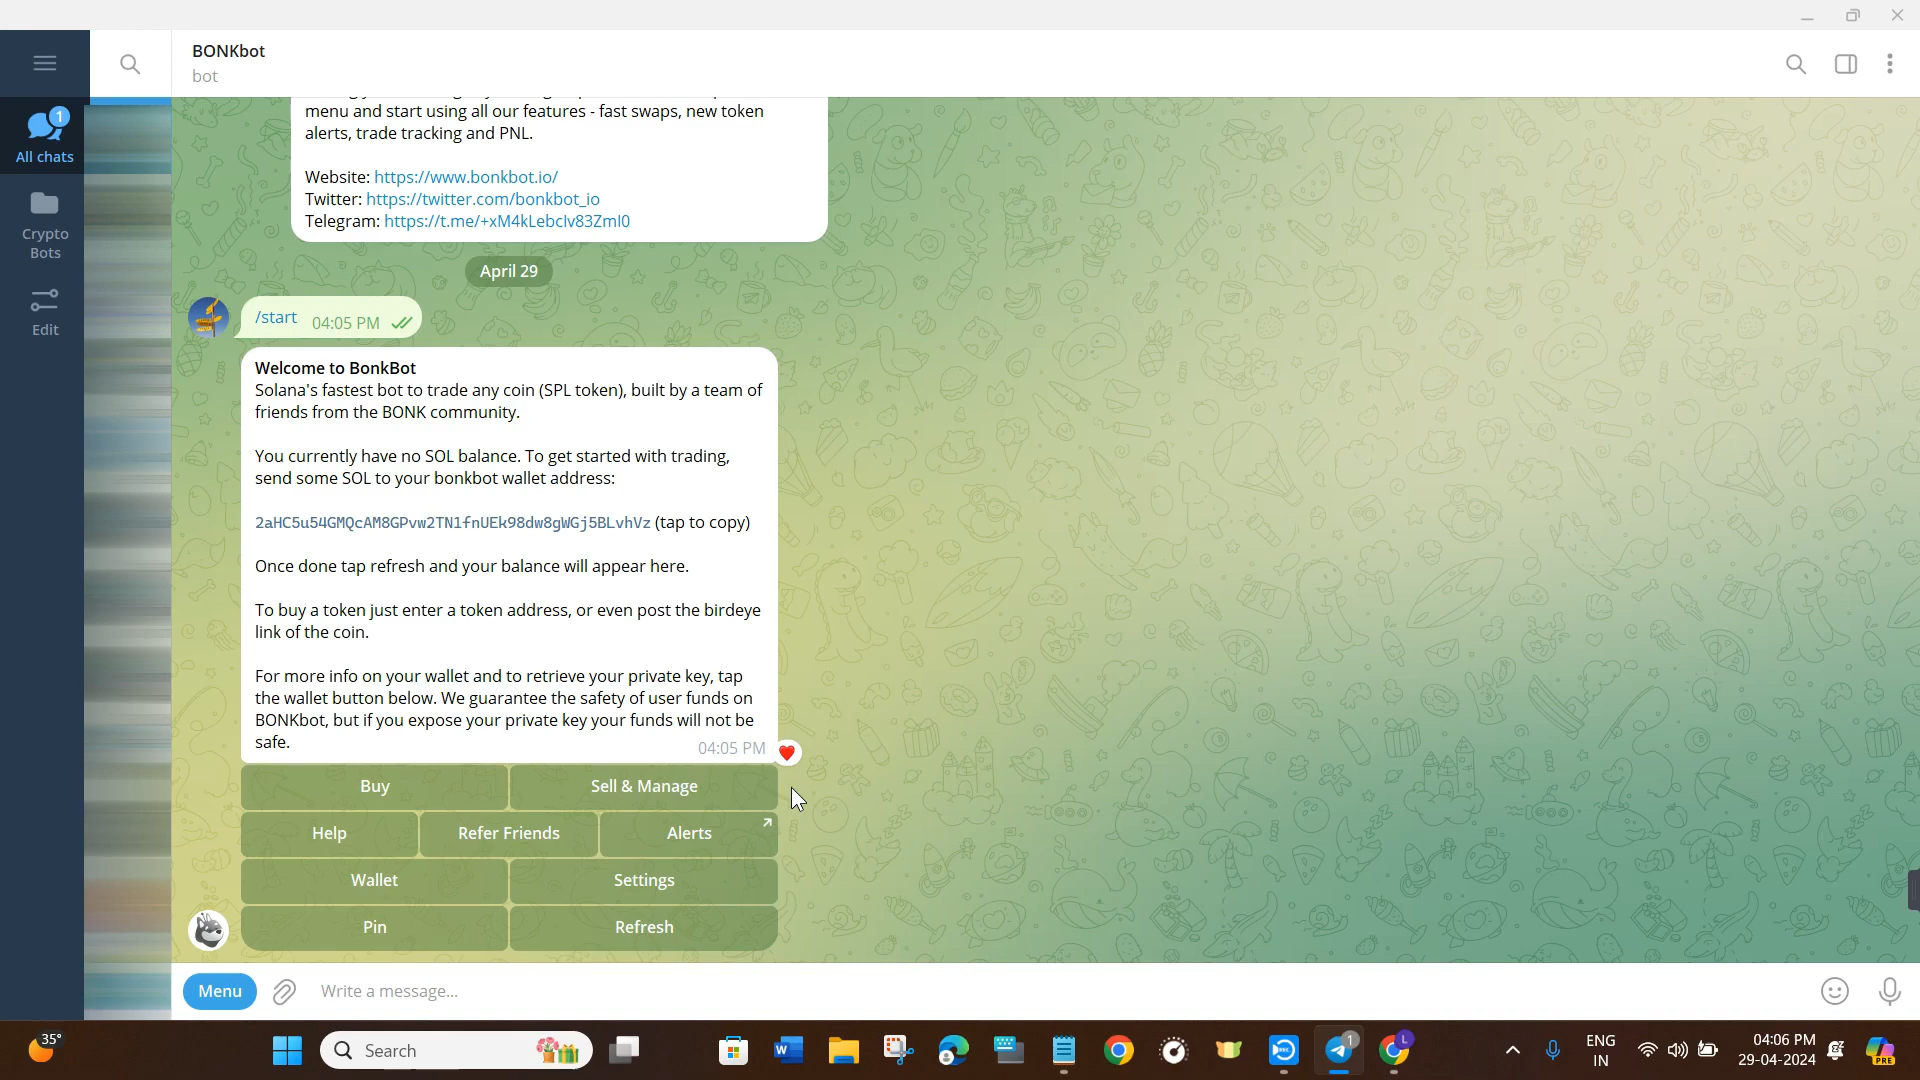 BONKbot
bot
menu and start using all our features - fast swaps, new token
alerts, trade tracking and PNL.
Website: https://www.bonkbot.io/
Twitter: https://twitter.com/bonkbot_io
Telegram: https://t.me/+xM4kLebclv83Zml0
1
All chats
Crypto
Bots
Edit
April 29
/start 04:05 PM
Welcome to BonkBot
Solana's fastest bot to trade any coin (SPL token), built by a team of
friends from the BONK community.
You currently have no SOL balance. To get started with trading,
send some SOL to your bonkbot wallet address:
2aHC5u54GMQcAM8GPvw2TN1fnUEk98dw8gWGj5BLvhVz (tap to copy)
Once done tap refresh and your balance will appear here.
To buy a token just enter a token address, or even post the birdeye
link of the coin.
For more info on your wallet and to retrieve your private key, tap
the wallet button below. We guarantee the safety of user funds on
BONKbot, but if you expose your private key your funds will not be
safe.
04:05 PM
Buy
Sell & Manage
Help
Refer Friends
Alerts
Wallet
Settings
Pin
Refresh
Menu
Write a message...
35°
Search
W
1
L
ENG
IN
04:06 PM
29-04-2024
PRE